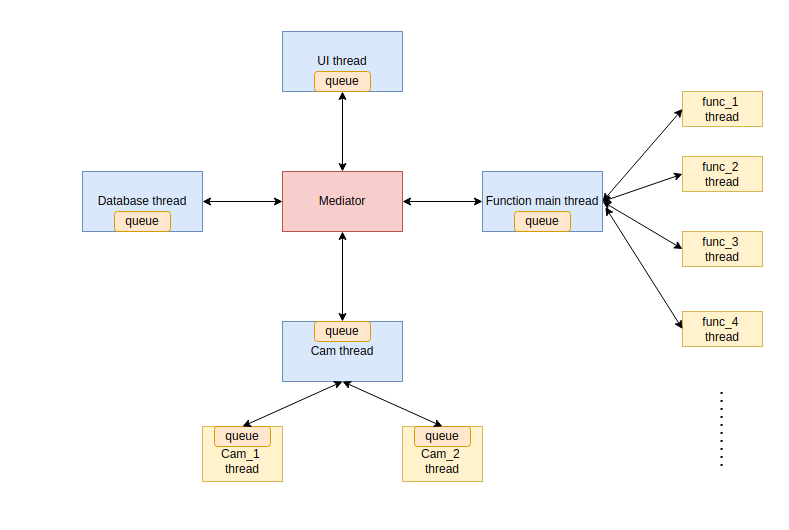 UI thread
queue
func_1
thread
func_2
thread
Database thread
queue
Mediator
Function main thread
queue
func_3
thread
func_4
thread
queue
Cam thread
queue
Cam_1
thread
queue
Cam_2
thread